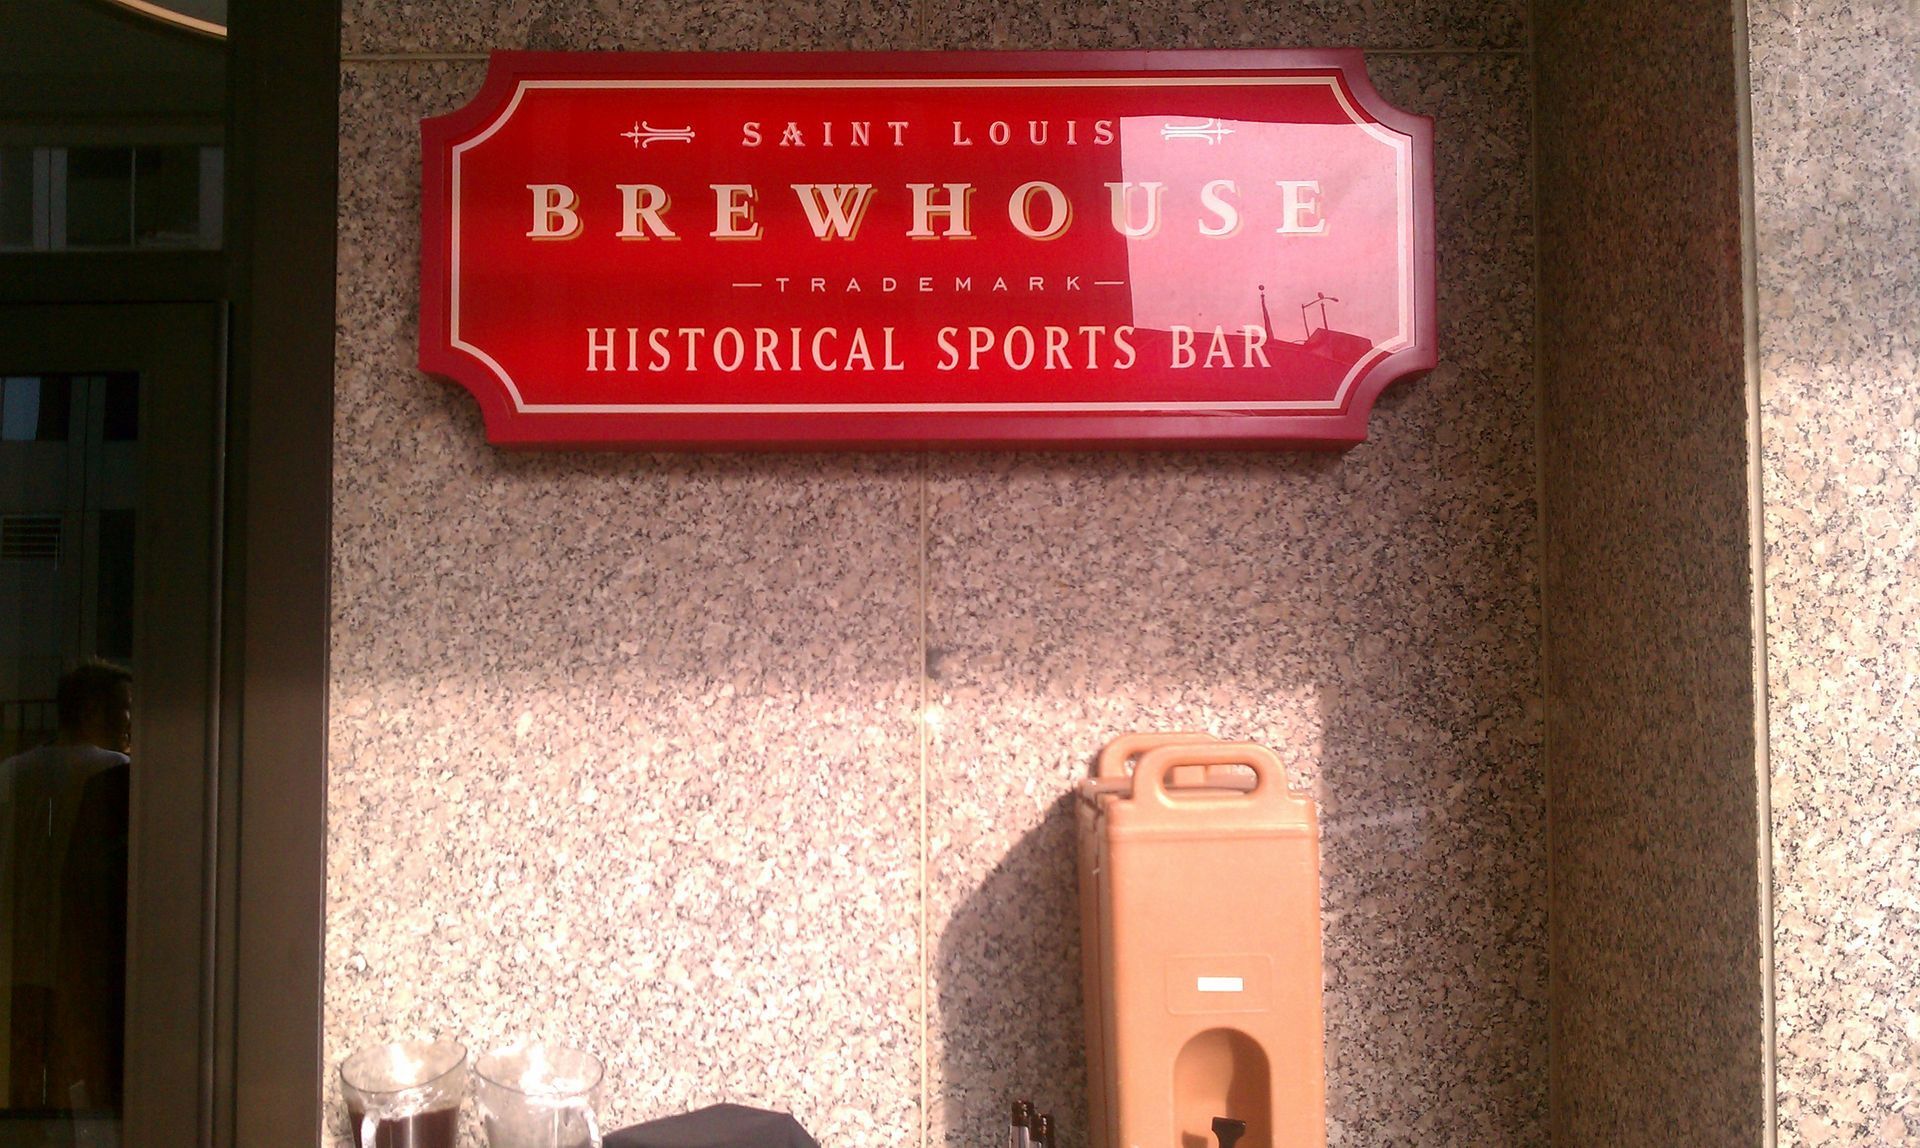 SAINT LOUIS
BREWHOUSE
— TRADEMARK —
HISTORICAL SPORTS BAR